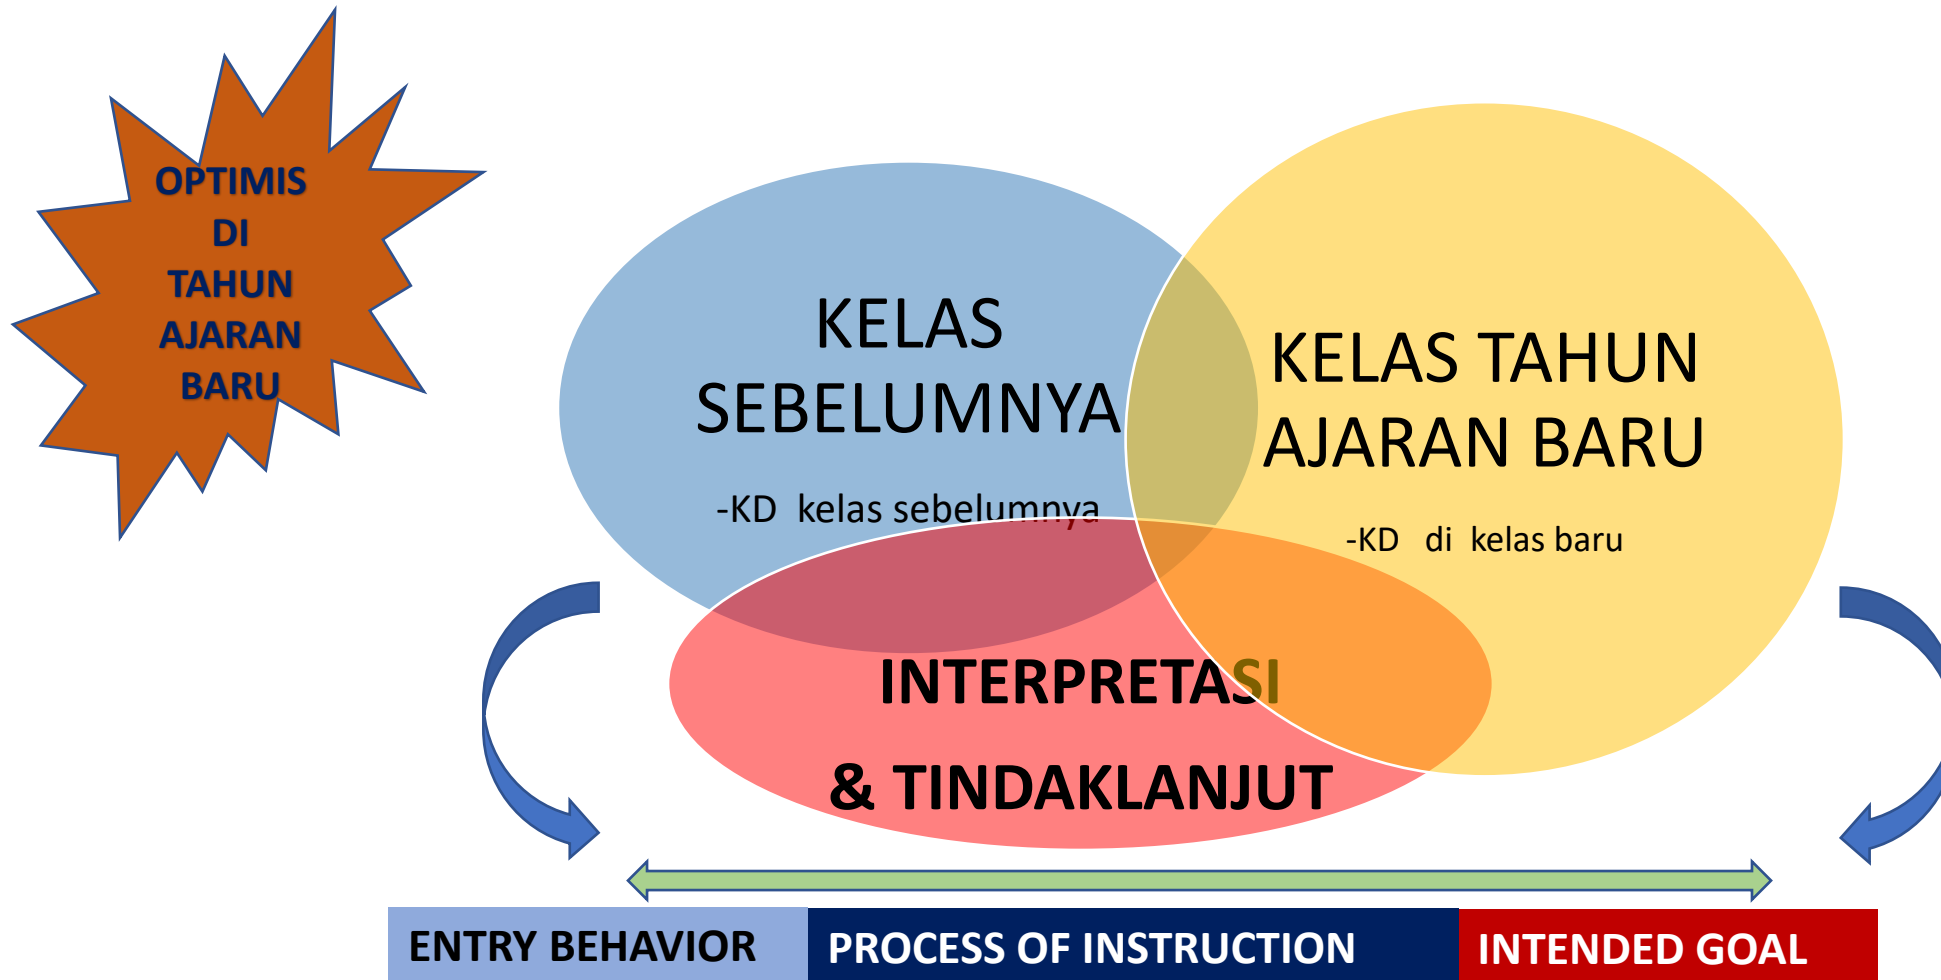 OPTIMIS
DI
TAHUN
AJARAN
BARU
KELAS
SEBELUMNYA
-KD kelas sebelumnya
KELAS TAHUN
AJARAN BARU
-KD di kelas baru
INTERPRETASI
& TINDAKLANJUT
ENTRY BEHAVIOR
PROCESS OF INSTRUCTION
INTENDED GOAL